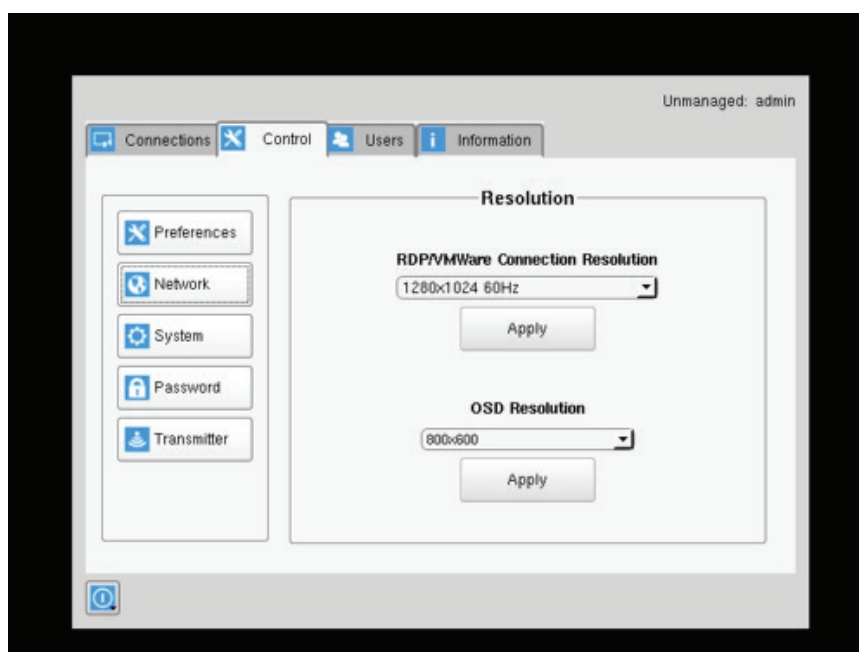 Unmanaged: admin
Connections Control Users Information
Resolution
Preferences
RDP/VMWare Connection Resolution
Network
1280x1024 60Hz
System
Apply
Password
OSD Resolution
Transmitter
800x600
Apply